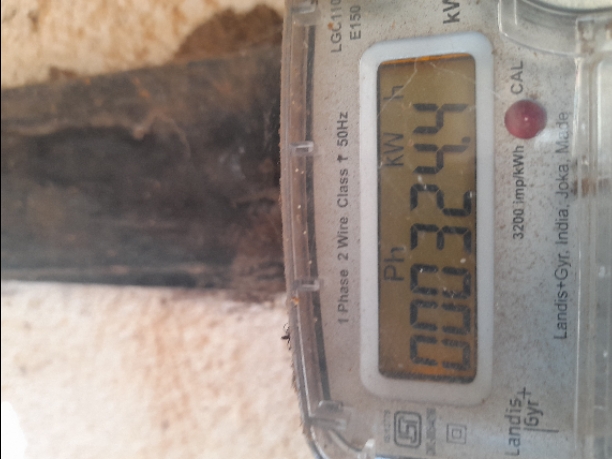 LGC110
E150
kW
1 Phase 2 Wire Class 1 50Hz
Ph kW h
0003244
3200 imp/kWh CAL
Landis+Gyr, India, Joka, Made
Landis
Gyr+